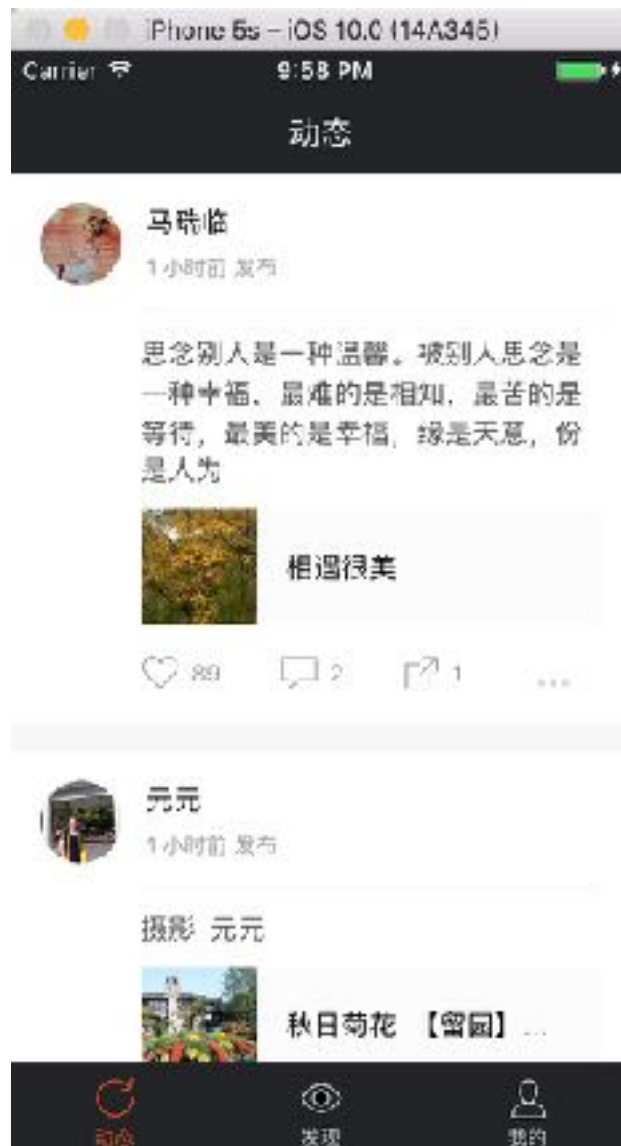 iPhone 5s – iOS 10.0 (14A345)
Carrier 9:58 PM
动态
马晓临
1小时前 发布
思念别人是一种温馨。被别人思念是
一种幸福。最难的是相知，最苦的是
等待，最美的是幸福，缘是天意，份
是人为
相遇很美
89 2 1 ...
元元
1小时前 发布
摄影 元元
秋日菊花 【留园】 ...
动态 发现 我的